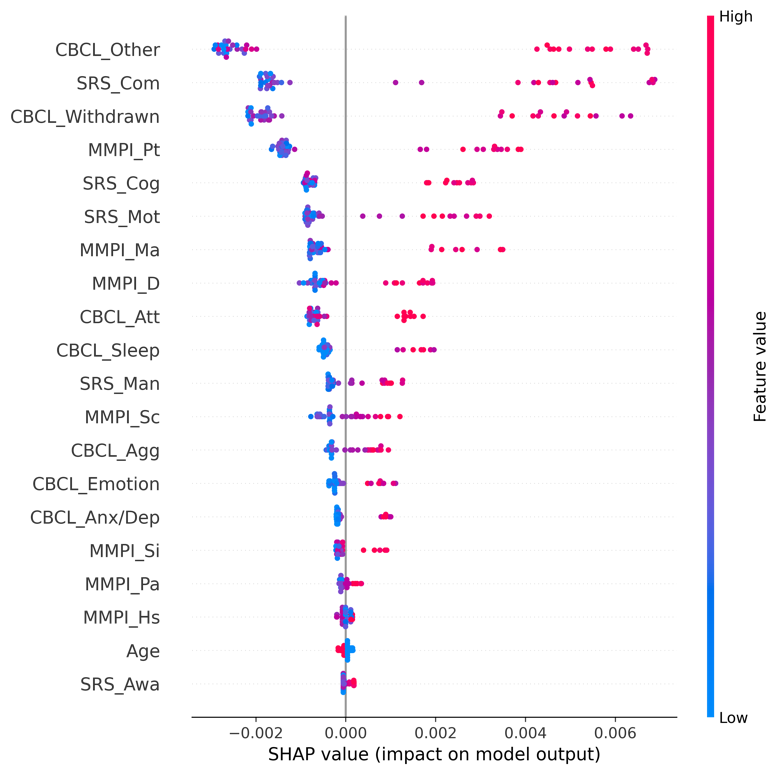 High
CBCL_Other
SRS_Com
CBCL_Withdrawn
MMPI_Pt
SRS_Cog
SRS_Mot
MMPI_Ma
MMPI_D
CBCL_Att
CBCL_Sleep
SRS_Man
MMPI_Sc
CBCL_Agg
CBCL_Emotion
CBCL_Anx/Dep
MMPI_Si
MMPI_Pa
MMPI_Hs
Age
SRS_Awa
Feature value
Low
−0.002 0.000 0.002 0.004 0.006
SHAP value (impact on model output)